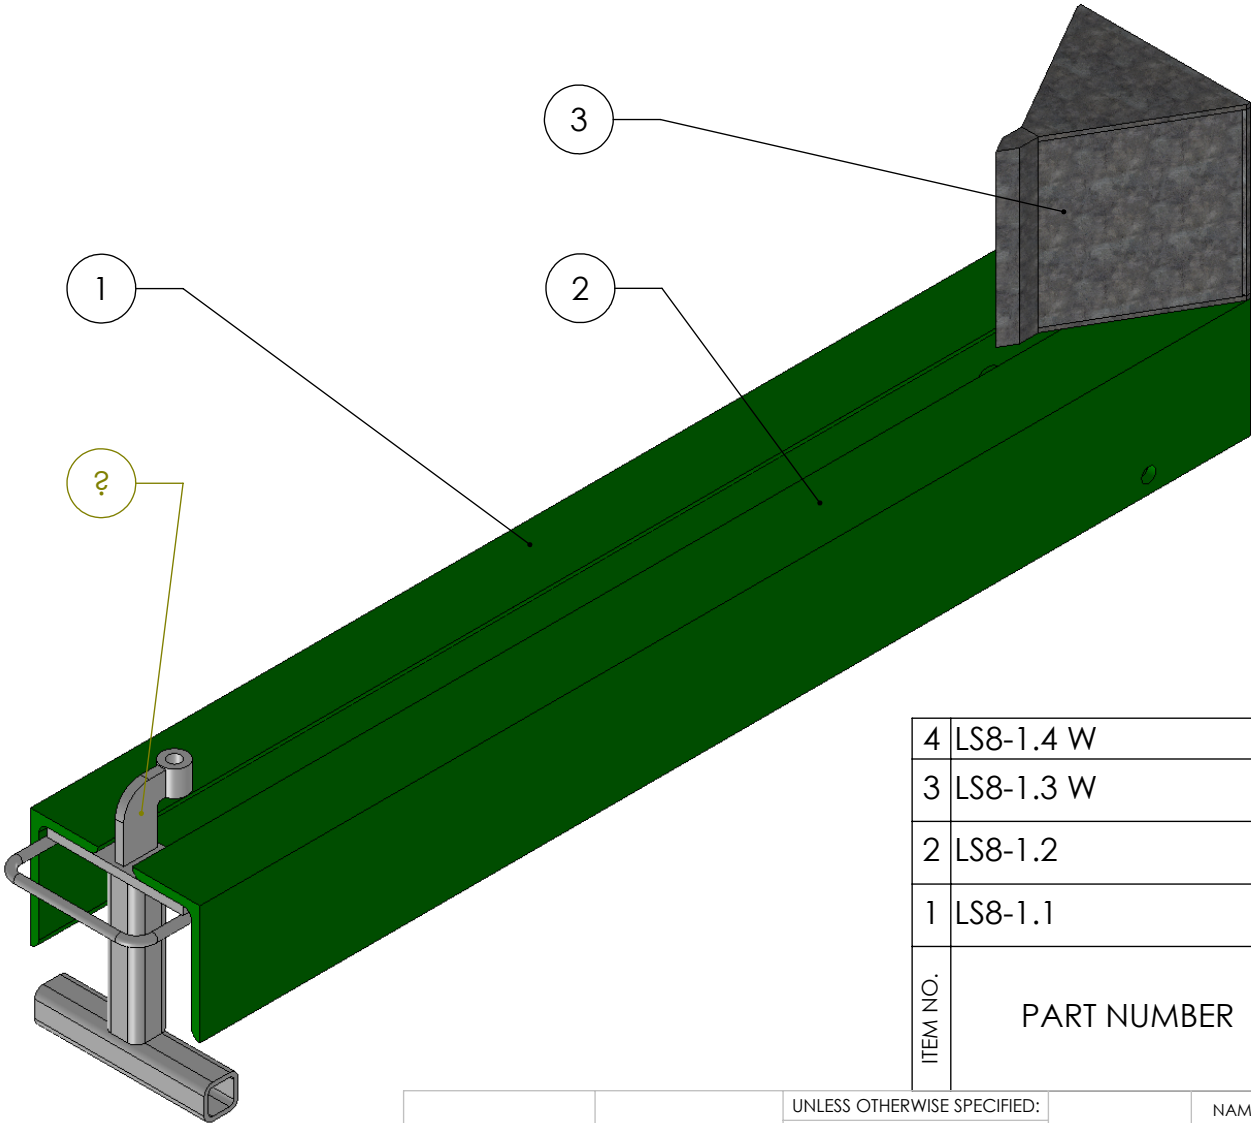 3
1
2
?
4 LS8-1.4 W
3 LS8-1.3 W
2 LS8-1.2
1 LS8-1.1
ITEM NO. PART NUMBER
UNLESS OTHERWISE SPECIFIED:
NAM